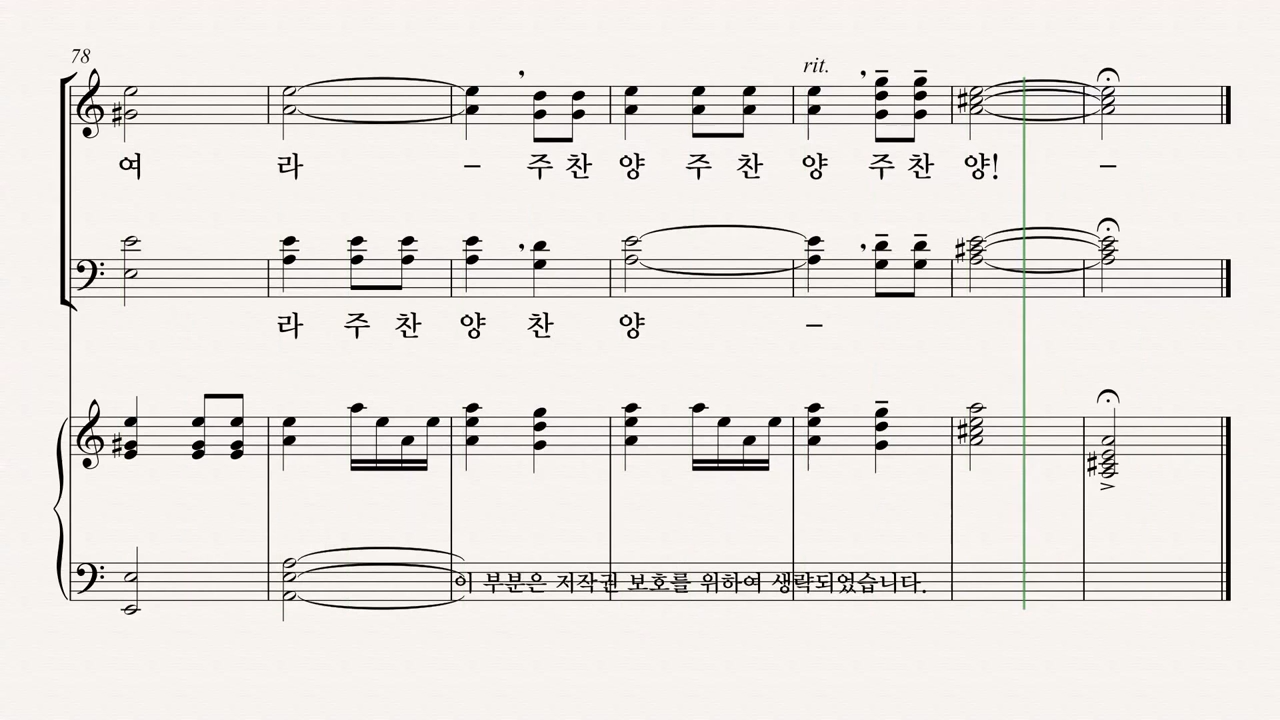 78
rit.
여 라 – 주 찬 양 주 찬 양 주 찬 양! –
라 주 찬 양 찬 양 –
이 부분은 저작권 보호를 위하여 생략되었습니다.